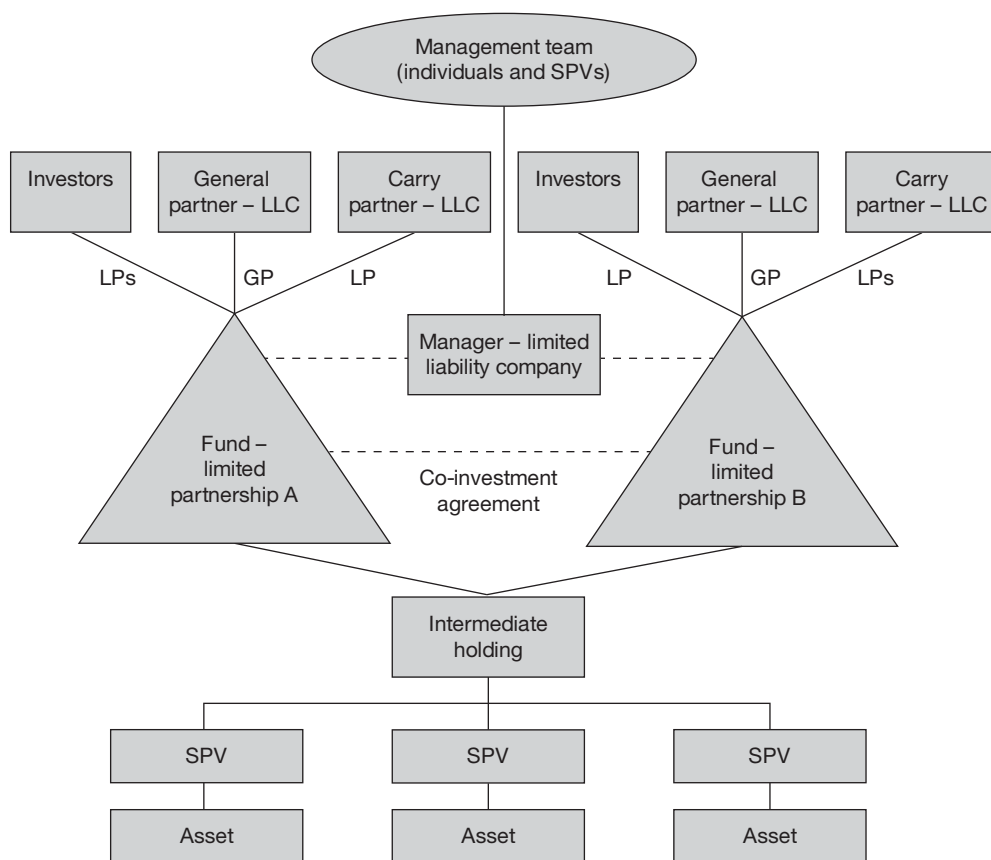 Management team
(individuals and SPVs)
Investors
General
partner – LLC
Carry
partner – LLC
Investors
General
partner – LLC
Carry
partner – LLC
LPs
GP
LP
LP
GP
LPs
Manager – limited
liability company
Fund –
limited
partnership A
Co-investment
agreement
Fund –
limited
partnership B
Intermediate
holding
SPV
SPV
SPV
Asset
Asset
Asset